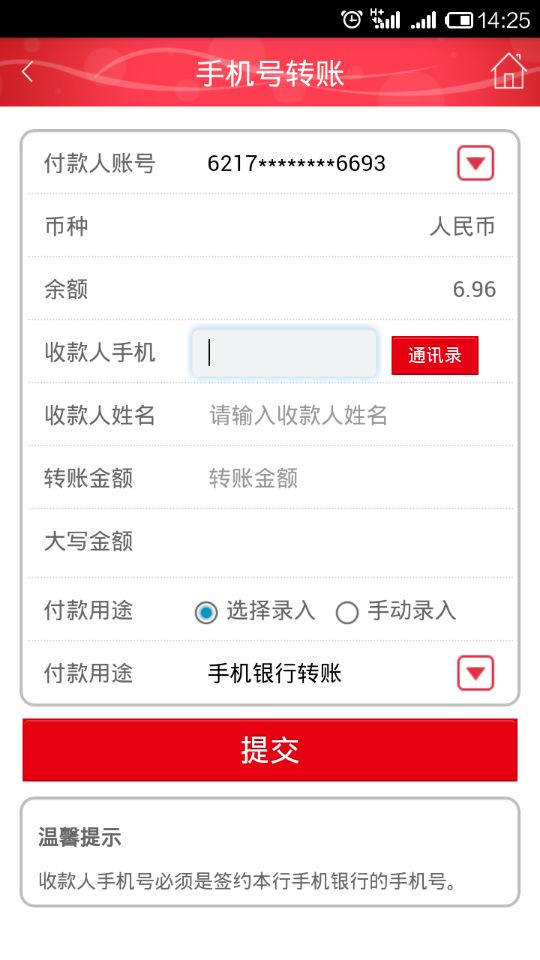 H+ 14:25
手机号转账
付款人账号 6217********6693
币种 人民币
余额 6.96
收款人手机 通讯录
收款人姓名 请输入收款人姓名
转账金额 转账金额
大写金额
付款用途 选择录入 手动录入
付款用途 手机银行转账
提交
温馨提示
收款人手机号必须是签约本行手机银行的手机号。